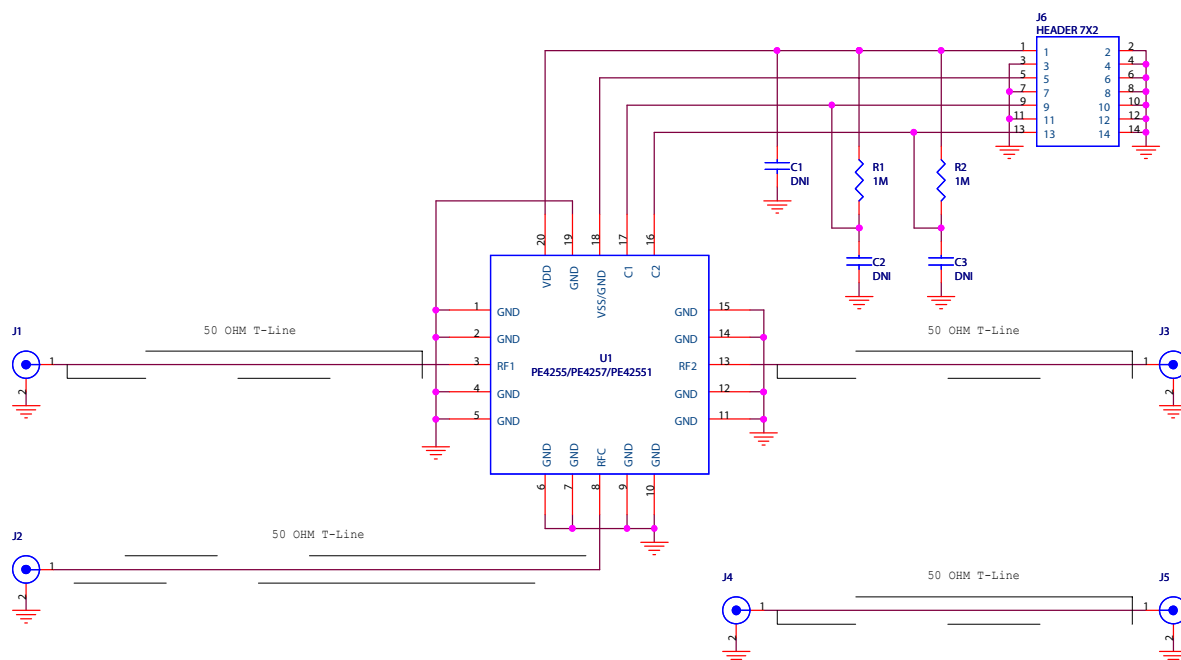 J6
HEADER 7X2
1 1 2 2
3 3 4 4
5 5 6 6
7 7 8 8
9 9 10 10
11 11 12 12
13 13 14 14
C1
DNI
R1
1M
R2
1M
C2
DNI
C3
DNI
20 19 18 17 16
VDD GND VSS/GND C1 C2
1 GND
2 GND
3 RF1
4 GND
5 GND
GND 15
GND 14
RF2 13
GND 12
GND 11
U1
PE4255/PE4257/PE42551
GND GND RFC GND GND
6 7 8 9 10
J1
50 OHM T-Line
1
2
50 OHM T-Line
J3
1
2
J2
50 OHM T-Line
1
2
J4
50 OHM T-Line
J5
1
1
2
2